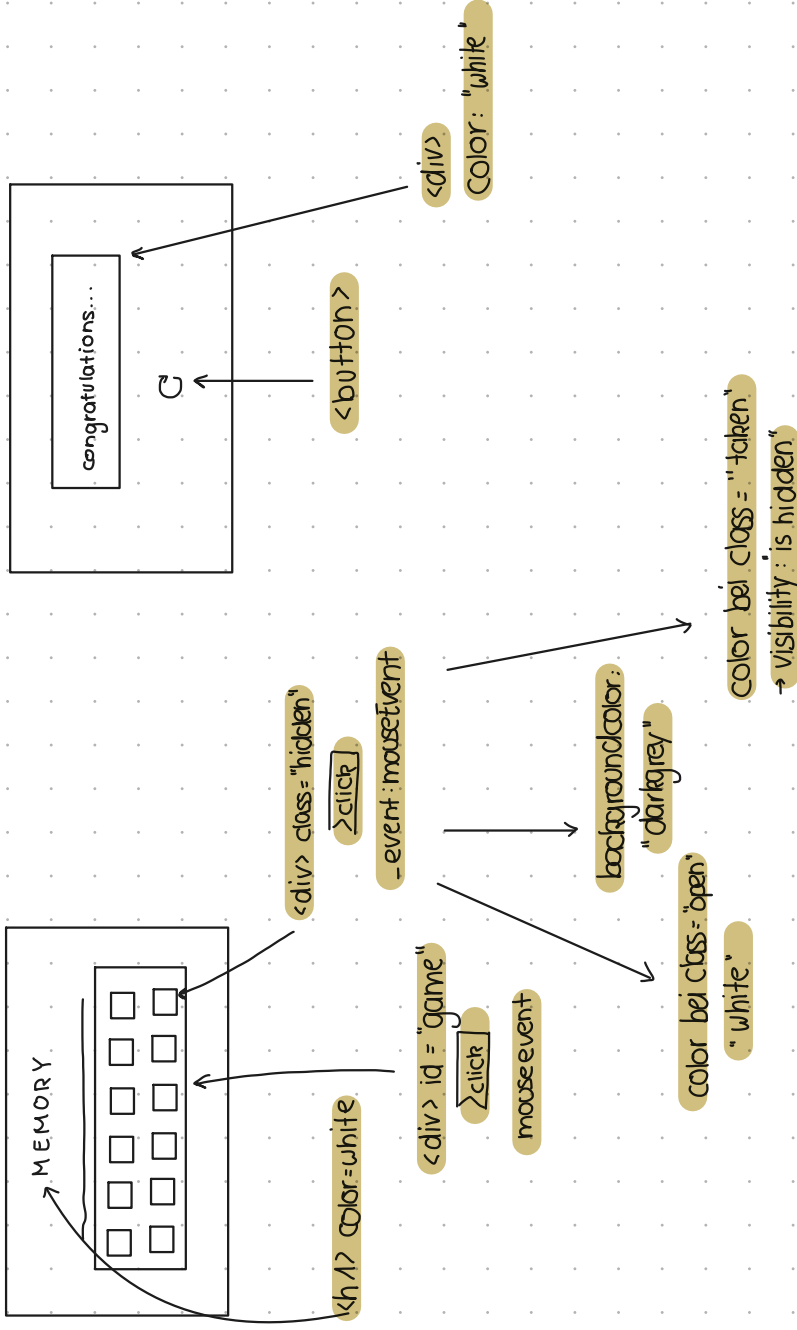 MEMORY
<h1> color=white
<div> id = "game"
>click
mouseevent
<div> class="hidden"
>click
-event:mouseEvent
color bei class="open"
"white"
backgroundcolor:
"darkgrey"
color bei class = "taken"
→ visibility: is hidden"
congratulations...
<button>
<div>
color: "white"